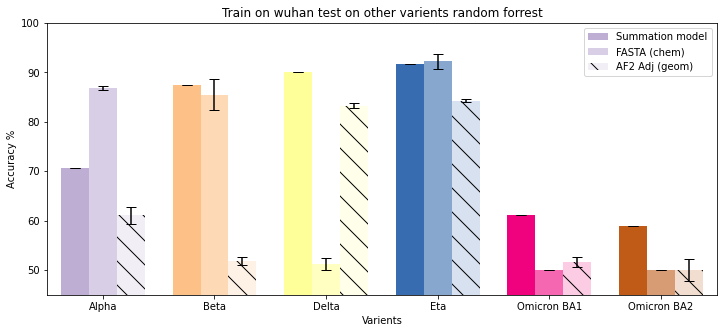 Train on wuhan test on other varients random forrest
Summation model
FASTA (chem)
AF2 Adj (geom)
Accuracy %
100
90
80
70
60
50
Alpha
Beta
Delta
Eta
Omicron BA1
Omicron BA2
Varients